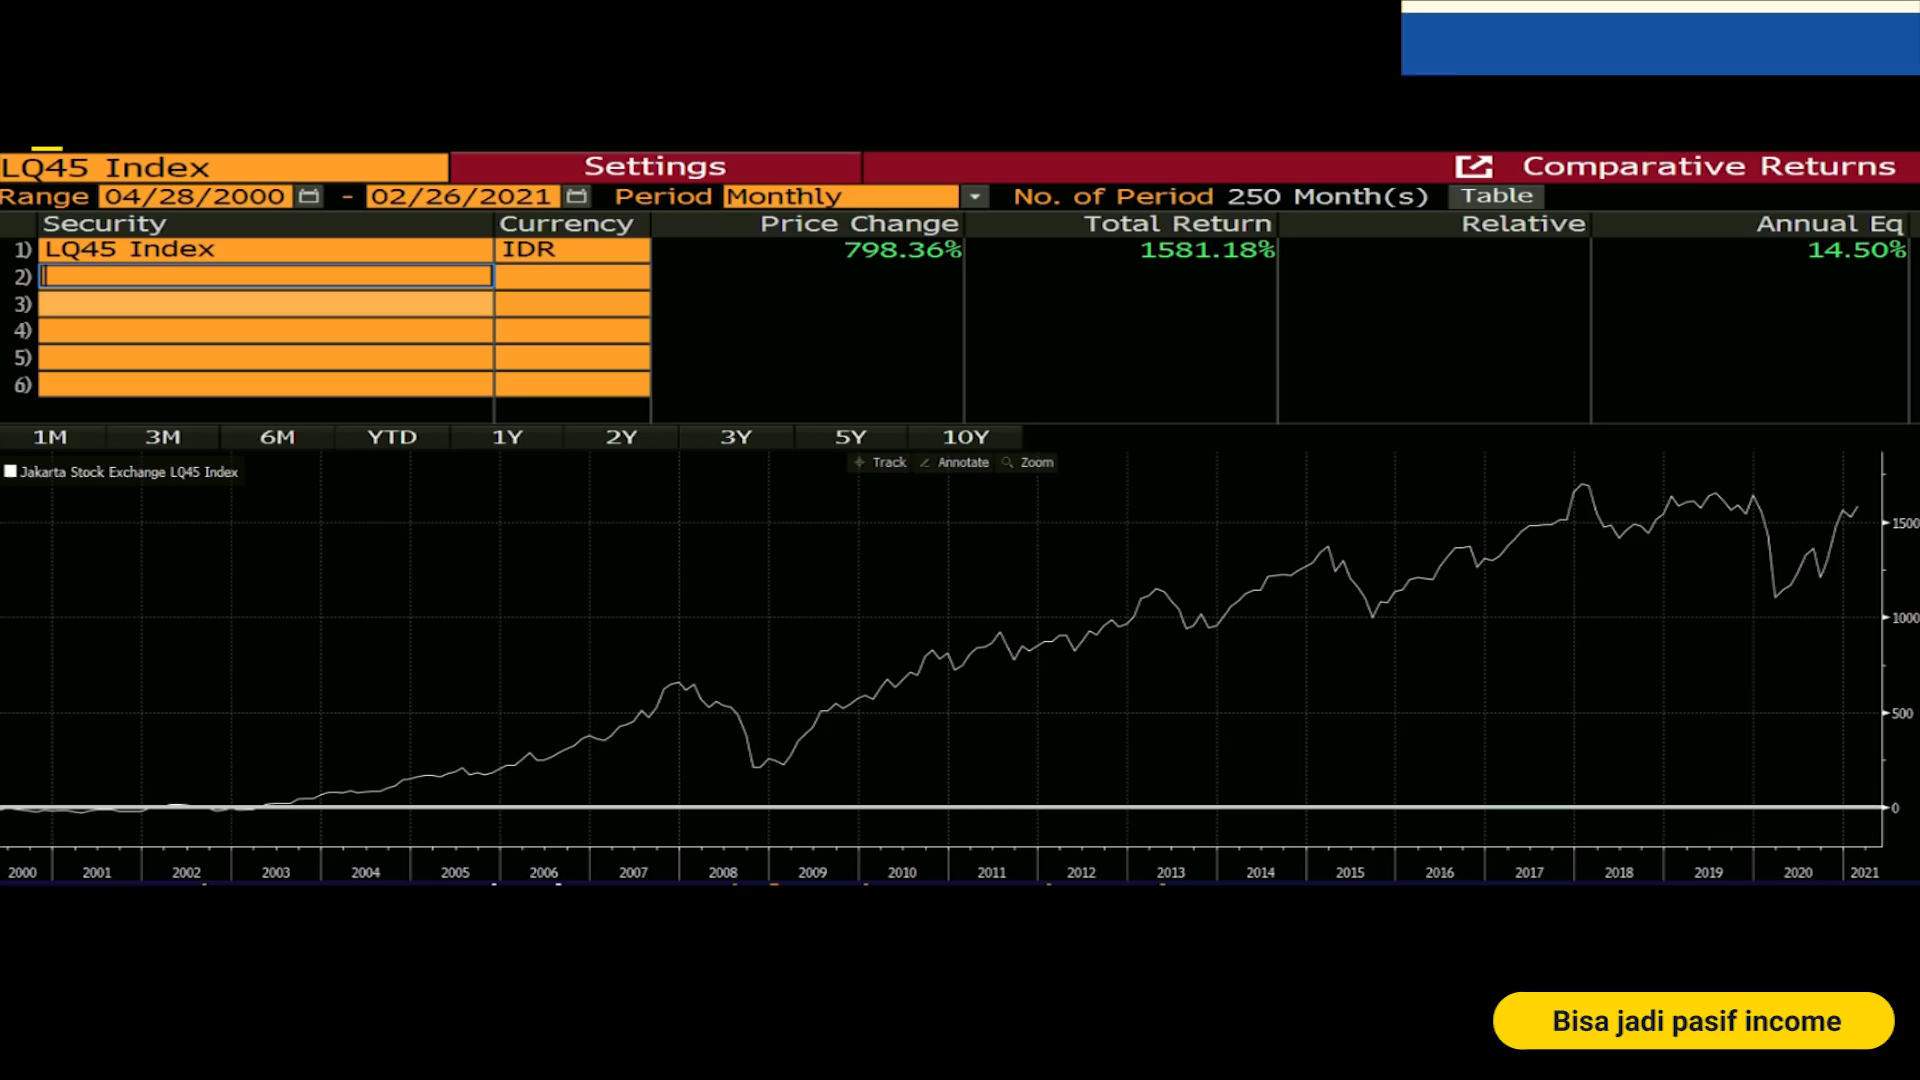 LQ45 Index Settings Comparative Returns
Range 04/28/2000 - 02/26/2021 Period Monthly No. of Period 250 Month(s) Table
Security Currency Price Change Total Return Relative Annual Eq
1) LQ45 Index IDR 798.36% 1581.18% 14.50%
2)
3)
4)
5)
6)
1M 3M 6M YTD 1Y 2Y 3Y 5Y 10Y
Track Annotate Zoom
Jakarta Stock Exchange LQ45 Index
1500
1000
500
0
2000 2001 2002 2003 2004 2005 2006 2007 2008 2009 2010 2011 2012 2013 2014 2015 2016 2017 2018 2019 2020 2021
Bisa jadi pasif income